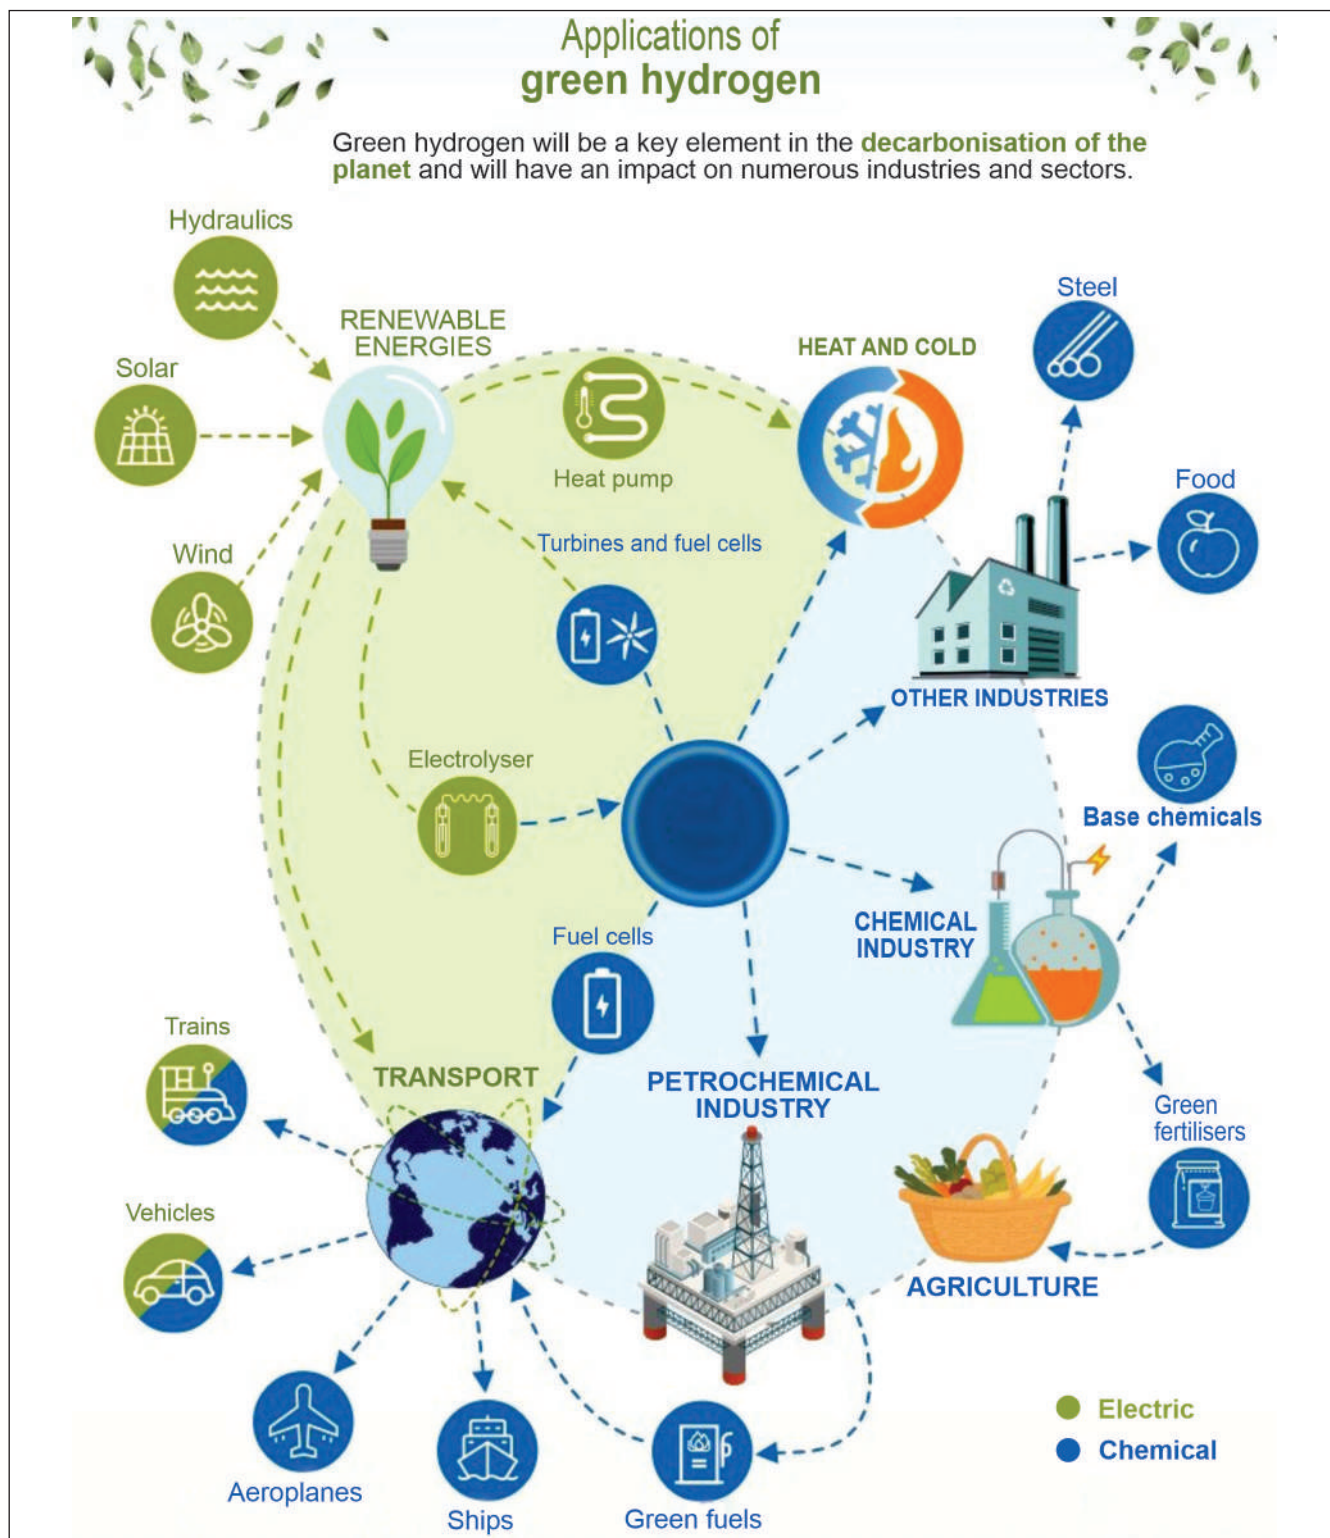 Applications of
green hydrogen
Green hydrogen will be a key element in the decarbonisation of the
planet and will have an impact on numerous industries and sectors.
Hydraulics
Solar
Wind
RENEWABLE
ENERGIES
Heat pump
HEAT AND COLD
Steel
Food
Turbines and fuel cells
OTHER INDUSTRIES
Electrolyser
Base chemicals
CHEMICAL
INDUSTRY
Fuel cells
Trains
TRANSPORT
PETROCHEMICAL
INDUSTRY
Green
fertilisers
Vehicles
AGRICULTURE
Aeroplanes
Ships
Green fuels
Electric
Chemical